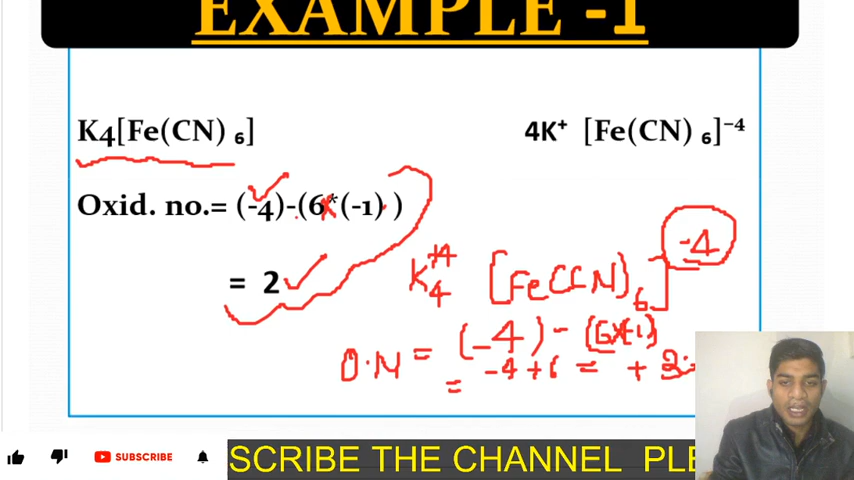 EXAMPLE -1
K4[Fe(CN) 6] 4K+ [Fe(CN) 6]−4
Oxid. no.= (-4)-(6*(-1) )
= 2
K4+4 [Fe(CN)6]-4
O.N = (-4) - (6×(-1))
= -4 + 6 = + 2
SUBSCRIBE
SCRIBE THE CHANNEL PLE